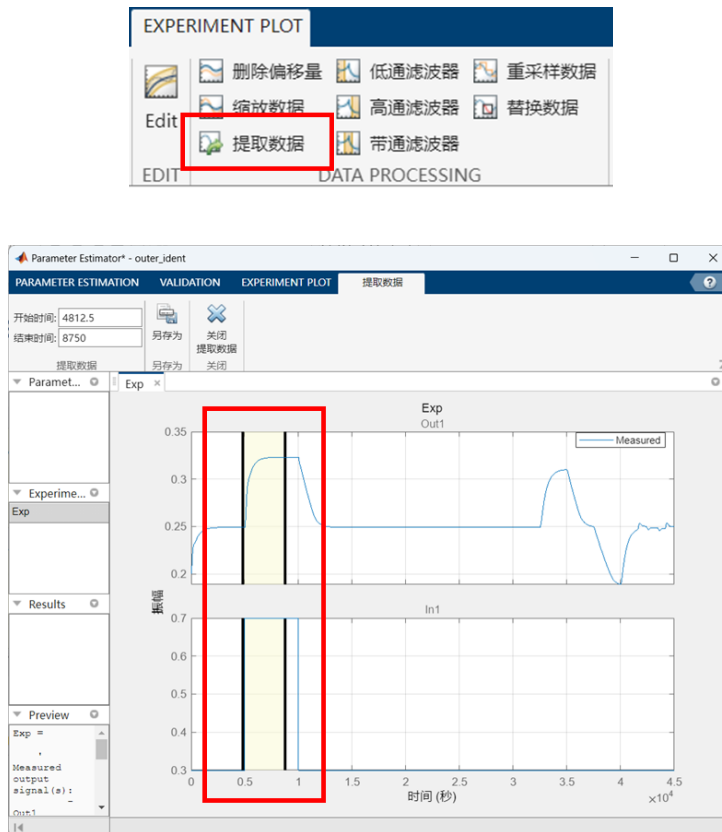 EXPERIMENT PLOT
删除偏移量 低通滤波器 重采样数据
Edit 缩放数据 高通滤波器 替换数据
提取数据 带通滤波器
EDIT DATA PROCESSING
Parameter Estimator* - outer_ident
PARAMETER ESTIMATION VALIDATION EXPERIMENT PLOT 提取数据
开始时间: 4812.5
结束时间: 8750
另存为
关闭
提取数据
提取数据 另存为 关闭
Paramet... Exp
Exp
Out1
Measured
0.35
0.3
0.25
0.2
Experime...
Exp
振幅
Results
In1
0.7
0.6
0.5
0.4
0.3
0 0.5 1 1.5 2 2.5 3 3.5 4 4.5
时间 (秒) ×10⁴
Preview
Exp =
Measured
output
signal(s):
Out1